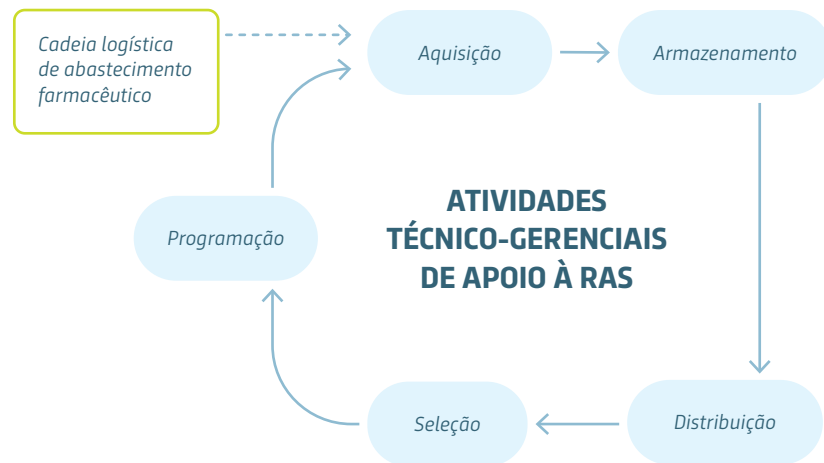 Cadeia logística
de abastecimento
farmacêutico
Aquisição
Armazenamento
Programação
ATIVIDADES
TÉCNICO-GERENCIAIS
DE APOIO À RAS
Seleção
Distribuição